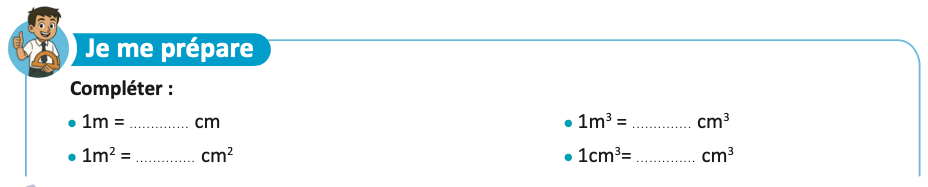 Je me prépare
Compléter :
• 1m = .............. cm
• 1m² = .............. cm²
• 1m³ = .............. cm³
• 1cm³= .............. cm³